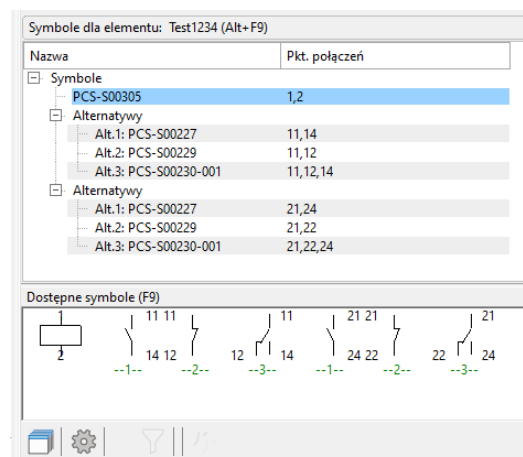 Symbole dla elementu: Test1234 (Alt+F9)
Nazwa Pkt. połączeń
Symbole
PCS-S00305 1,2
Alternatywy
Alt.1: PCS-S00227 11,14
Alt.2: PCS-S00229 11,12
Alt.3: PCS-S00230-001 11,12,14
Alternatywy
Alt.1: PCS-S00227 21,24
Alt.2: PCS-S00229 21,22
Alt.3: PCS-S00230-001 21,22,24
Dostępne symbole (F9)
1 11 11 11 21 21 21
2 14 12 12 14 24 22 22 24
--1-- --2-- --3-- --1-- --2-- --3--